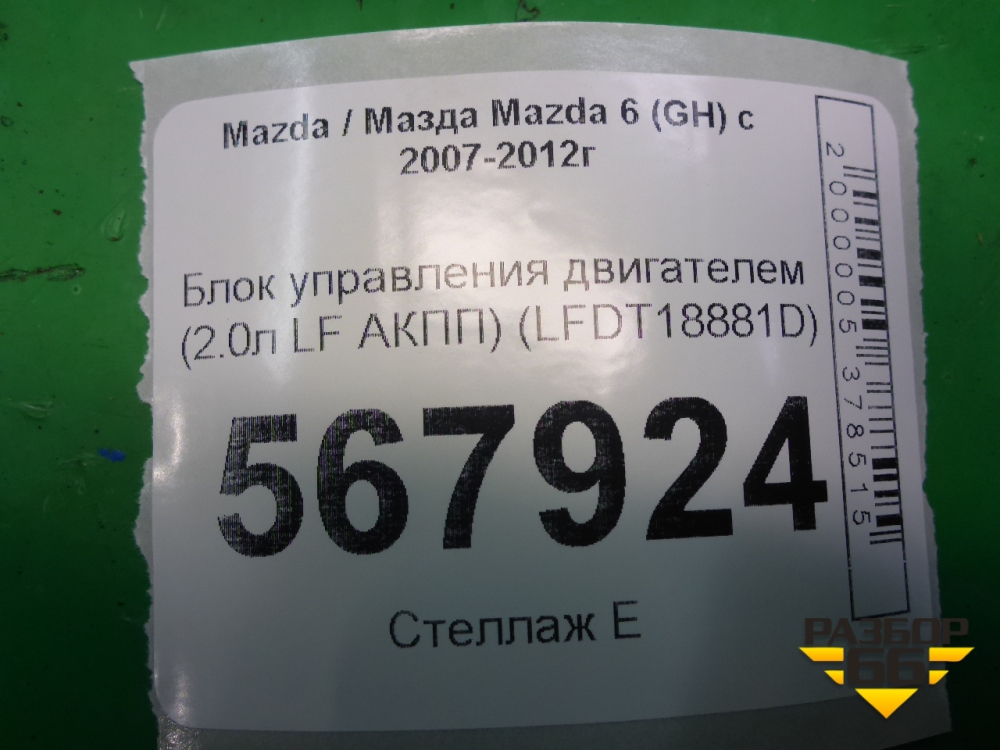 Mazda / Мазда Mazda 6 (GH) с
2007-2012г
Блок управления двигателем
(2.0л LF АКПП) (LFDT18881D)
567924
Стеллаж Е
2000005378515
РАЗБОР
66